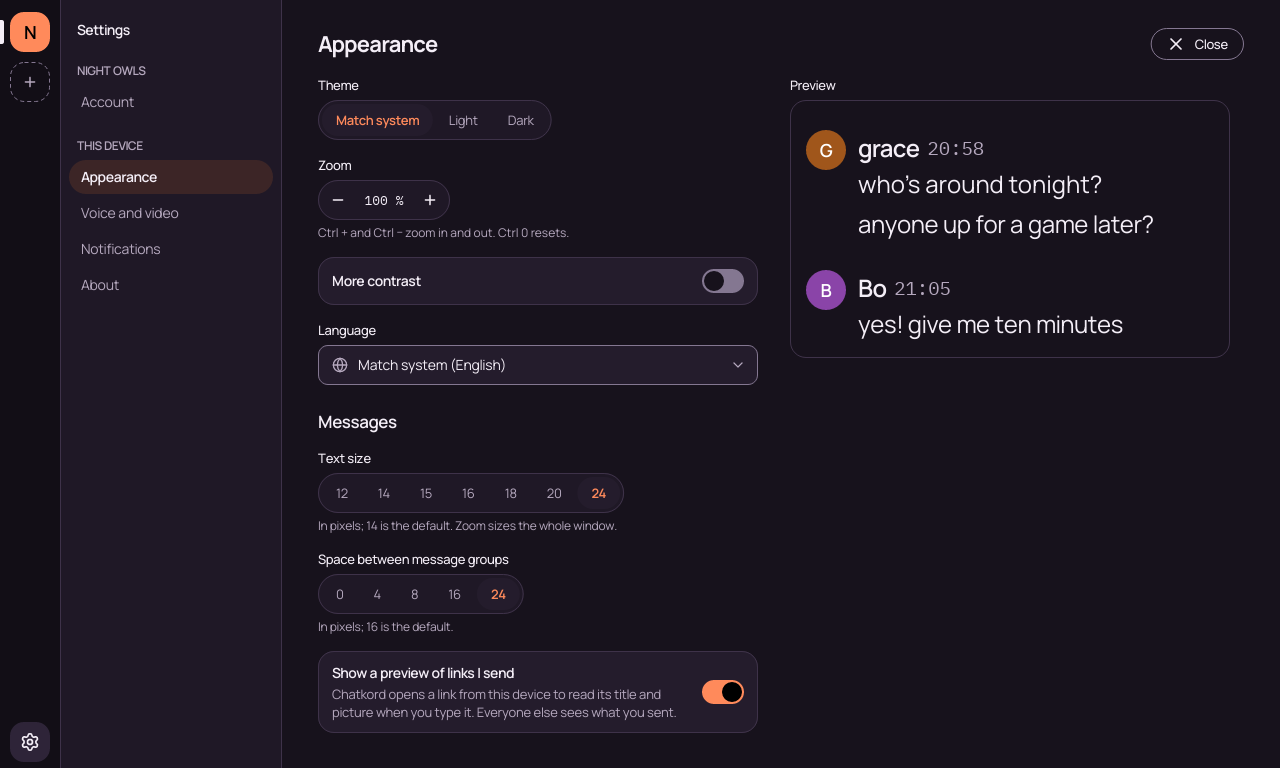 N
Settings
NIGHT OWLS
Account
THIS DEVICE
Appearance
Voice and video
Notifications
About
Appearance
Close
Theme
Match system
Light
Dark
Zoom
100 %
Ctrl + and Ctrl − zoom in and out. Ctrl 0 resets.
More contrast
Language
Match system (English)
Messages
Text size
12 14 15 16 18 20 24
In pixels; 14 is the default. Zoom sizes the whole window.
Space between message groups
0 4 8 16 24
In pixels; 16 is the default.
Show a preview of links I send
Chatkord opens a link from this device to read its title and
picture when you type it. Everyone else sees what you sent.
Preview
G
grace 20:58
who's around tonight?
anyone up for a game later?
B
Bo 21:05
yes! give me ten minutes